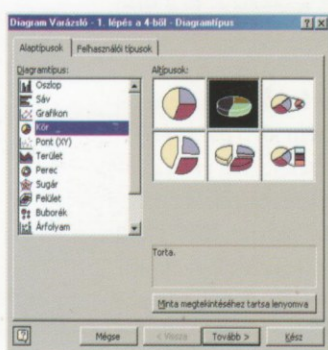 Diagram Varázsló - 1. lépés a 4-ből - Diagramtípus
Alaptípusok
Felhasználói típusok
Diagramtípus:
Oszlop
Sáv
Grafikon
Kör
Pont (XY)
Terület
Perec
Sugár
Felület
Buborék
Árfolyam
Altípusok:
Torta.
Minta megtekintéséhez tartsa lenyomva
Mégse
< Vissza
Tovább >
Kész